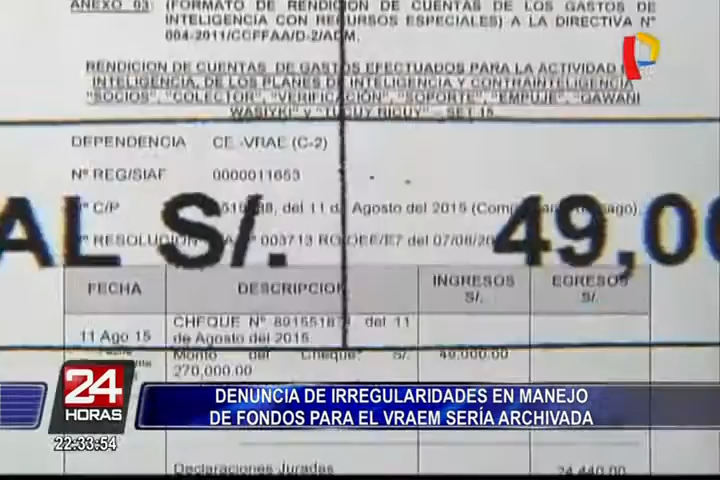 ANEXO 03 (FORMATO DE RENDICION DE CUENTAS DE LOS GASTOS DE
INTELIGENCIA CON RECURSOS ESPECIALES) A LA DIRECTIVA N°
004-2011/CCFFAA/D-2/ADM.
RENDICION DE CUENTAS DE GASTOS EFECTUADOS PARA LA ACTIVIDAD
INTELIGENCIA, DE LOS PLANES DE INTELIGENCIA Y CONTRAINTELIGENCIA
"SOCIOS", "COLECTOR", "VERIFICACIÓN", "SOPORTE", "EMPUJE",
SET 15
DEPENDENCIA CE -VRAE (C-2)
N° REG/SIAF 0000011653
N° C/P del 11 de Agosto del 2015
AL S/. 49,00
N° RESOLUCION 003713 del 07/08/20
FECHA DESCRIPCION INGRESOS S/. EGRESOS S/.
11 Ago 15 CHEQUE N° del 11
de Agosto del 2015.
Monto del Cheque: S/. 49,000.00
270,000.00
24
HORAS
22:33:54
DENUNCIA DE IRREGULARIDADES EN MANEJO
DE FONDOS PARA EL VRAEM SERÍA ARCHIVADA
Declaraciones Juradas 24,440.00